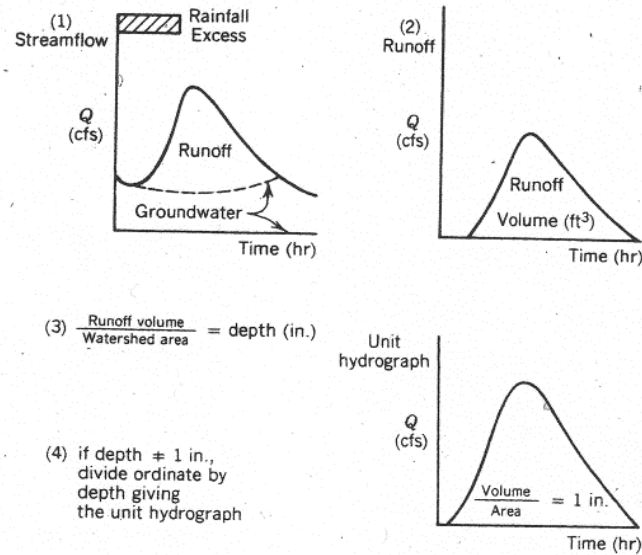 (1)
Streamflow
Rainfall
Excess
Q
(cfs)
Runoff
Groundwater
Time (hr)
(2)
Runoff
Q
(cfs)
Runoff
Volume (ft³)
Time (hr)
(3) Runoff volume
Watershed area
= depth (in.)
(4) if depth ≠ 1 in.,
divide ordinate by
depth giving
the unit hydrograph
Unit
hydrograph
Q
(cfs)
Volume
Area
= 1 in.
Time (hr)